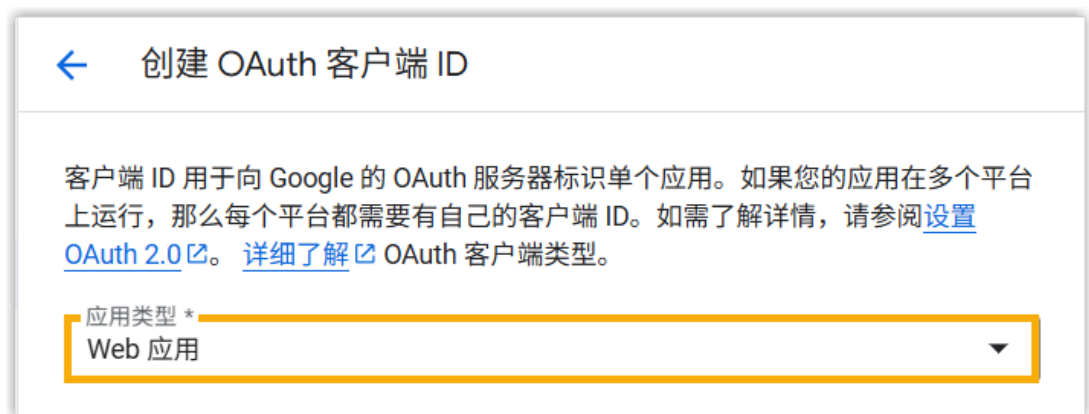 创建 OAuth 客户端 ID
客户端 ID 用于向 Google 的 OAuth 服务器标识单个应用。如果您的应用在多个平台
上运行，那么每个平台都需要有自己的客户端 ID。如需了解详情，请参阅设置
OAuth 2.0。 详细了解 OAuth 客户端类型。
应用类型 *
Web 应用